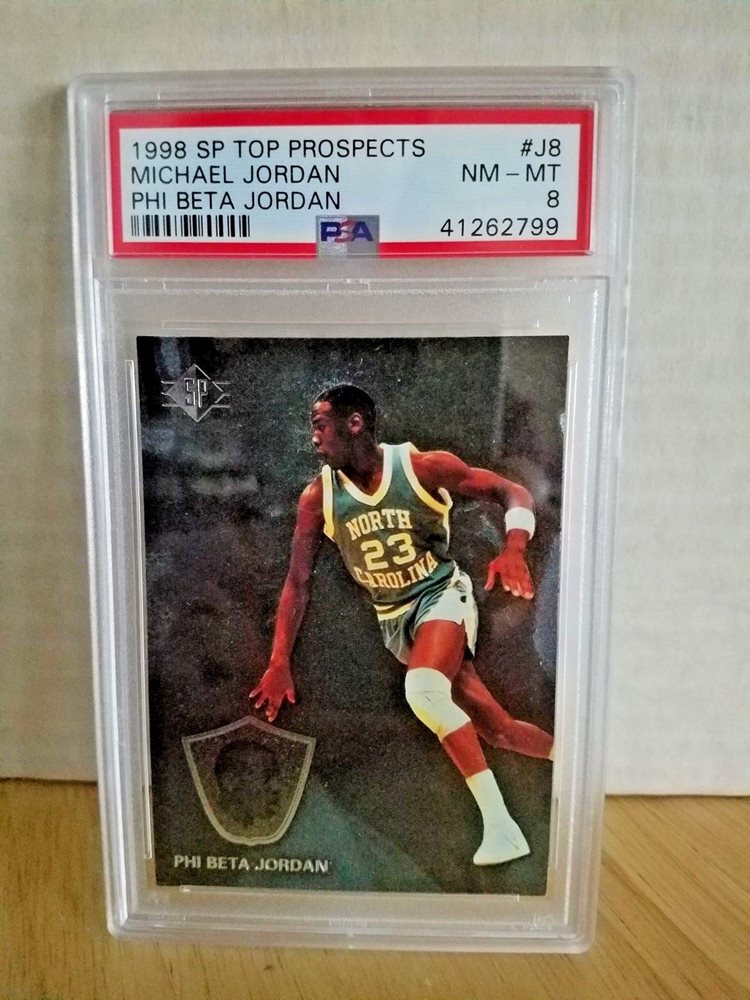 1998 SP TOP PROSPECTS #J8
MICHAEL JORDAN NM - MT
PHI BETA JORDAN 8
PSA 41262799
SP
NORTH
23
CAROLINA
PHI BETA JORDAN